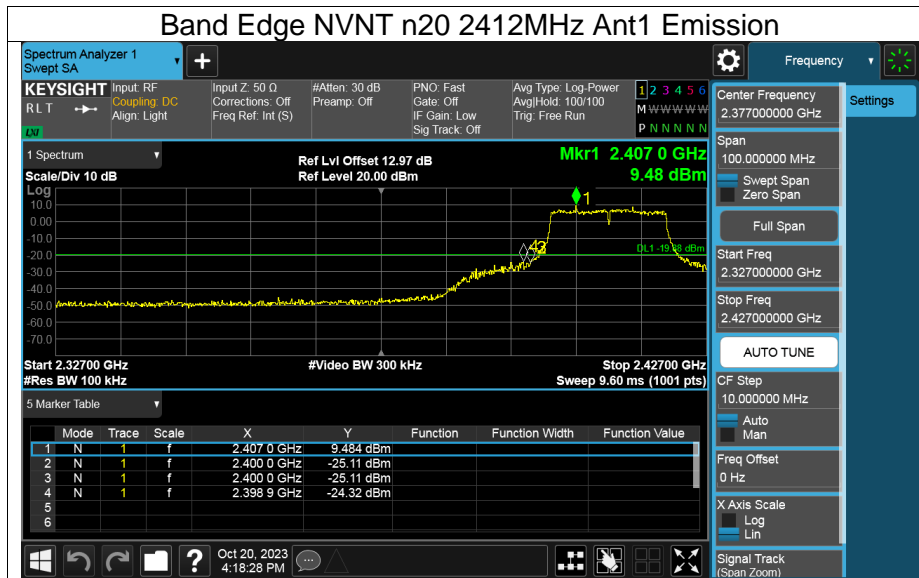 Band Edge NVNT n20 2412MHz Ant1 Emission
Spectrum Analyzer 1
Swept SA
+
Frequency
KEYSIGHT
RLT
LXI
Input: RF
Coupling: DC
Align: Light
Input Z: 50 Ω
Corrections: Off
Freq Ref: Int (S)
#Atten: 30 dB
Preamp: Off
PNO: Fast
Gate: Off
IF Gain: Low
Sig Track: Off
Avg Type: Log-Power
Avg|Hold: 100/100
Trig: Free Run
1 2 3 4 5 6
M W W W W W
P N N N N N
1 Spectrum
Scale/Div 10 dB
Ref Lvl Offset 12.97 dB
Ref Level 20.00 dBm
Mkr1 2.407 0 GHz
9.48 dBm
Log
10.0
0.00
-10.0
-20.0
-30.0
-40.0
-50.0
-60.0
-70.0
1
DL1 -19.88 dBm
Start 2.32700 GHz
#Res BW 100 kHz
#Video BW 300 kHz
Stop 2.42700 GHz
Sweep 9.60 ms (1001 pts)
5 Marker Table
Mode Trace Scale X Y Function Function Width Function Value
1 N 1 f 2.407 0 GHz 9.484 dBm
2 N 1 f 2.400 0 GHz -25.11 dBm
3 N 1 f 2.400 0 GHz -25.11 dBm
4 N 1 f 2.398 9 GHz -24.32 dBm
5
6
?
Oct 20, 2023
4:18:28 PM
Center Frequency
2.377000000 GHz
Settings
Span
100.000000 MHz
Swept Span
Zero Span
Full Span
Start Freq
2.327000000 GHz
Stop Freq
2.427000000 GHz
AUTO TUNE
CF Step
10.000000 MHz
Auto
Man
Freq Offset
0 Hz
X Axis Scale
Log
Lin
Signal Track
(Span Zoom)